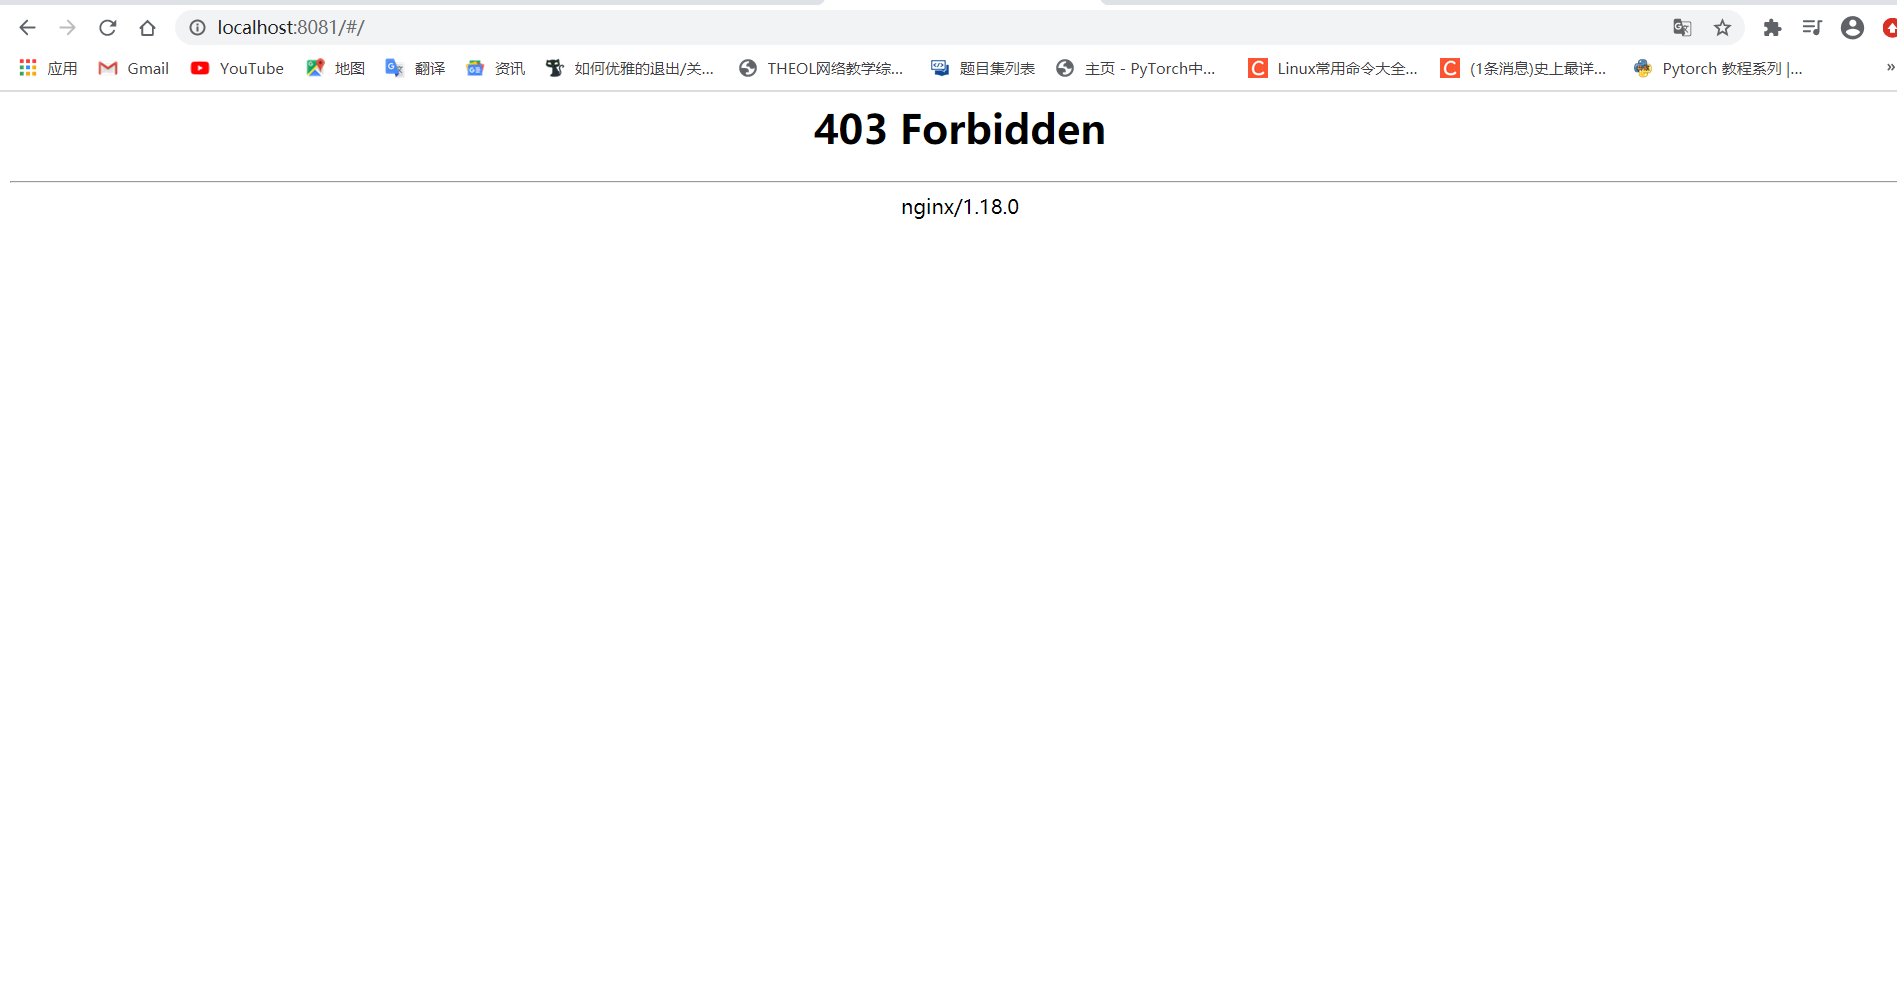 localhost:8081/#/
应用 Gmail YouTube 地图 翻译 资讯 如何优雅的退出/关... THEOL网络教学综... 题目集列表 主页 - PyTorch中... Linux常用命令大全... (1条消息)史上最详... Pytorch 教程系列 |... »
403 Forbidden
nginx/1.18.0